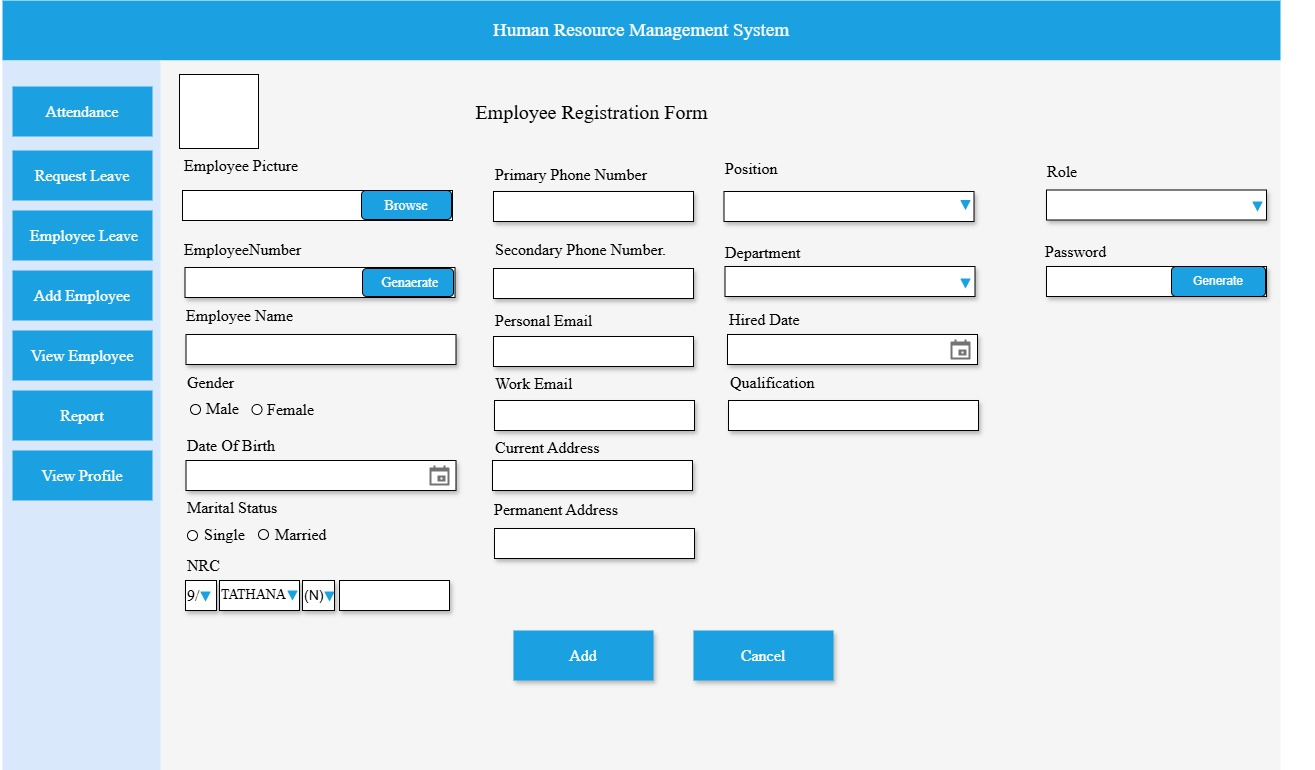 Human Resource Management System
Attendance
Request Leave
Employee Leave
Add Employee
View Employee
Report
View Profile
Employee Registration Form
Employee Picture
Browse
EmployeeNumber
Genaerate
Employee Name
Gender
Male Female
Date Of Birth
Marital Status
Single Married
NRC
9/ TATHANA (N)
Primary Phone Number
Secondary Phone Number.
Personal Email
Work Email
Current Address
Permanent Address
Position
Department
Hired Date
Qualification
Role
Password
Generate
Add Cancel